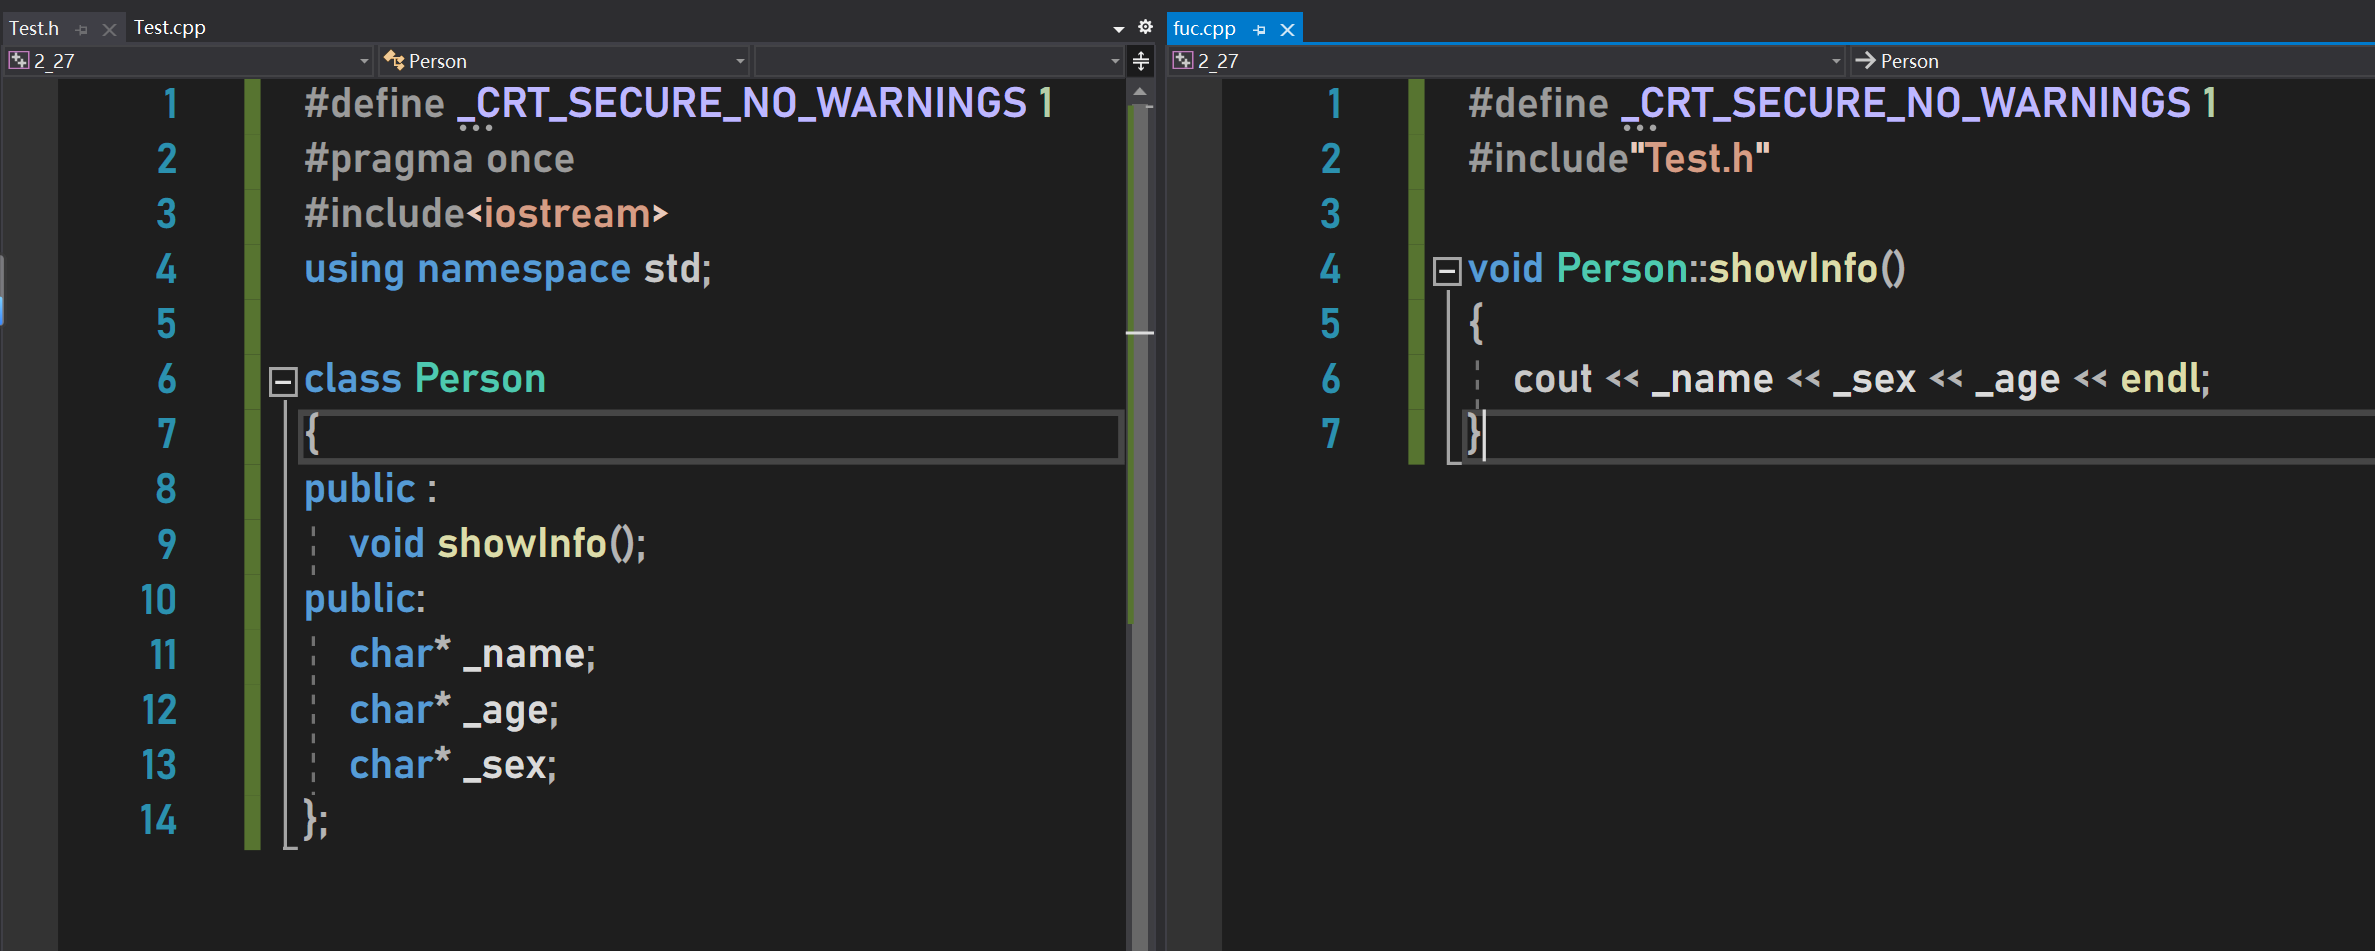 Test.h Test.cpp
2_27 Person
1 #define _CRT_SECURE_NO_WARNINGS 1
2 #pragma once
3 #include<iostream>
4 using namespace std;
5
6 class Person
7 {
8 public :
9 void showInfo();
10 public:
11 char* _name;
12 char* _age;
13 char* _sex;
14 };
fuc.cpp
2_27 Person
1 #define _CRT_SECURE_NO_WARNINGS 1
2 #include"Test.h"
3
4 void Person::showInfo()
5 {
6 cout << _name << _sex << _age << endl;
7 }